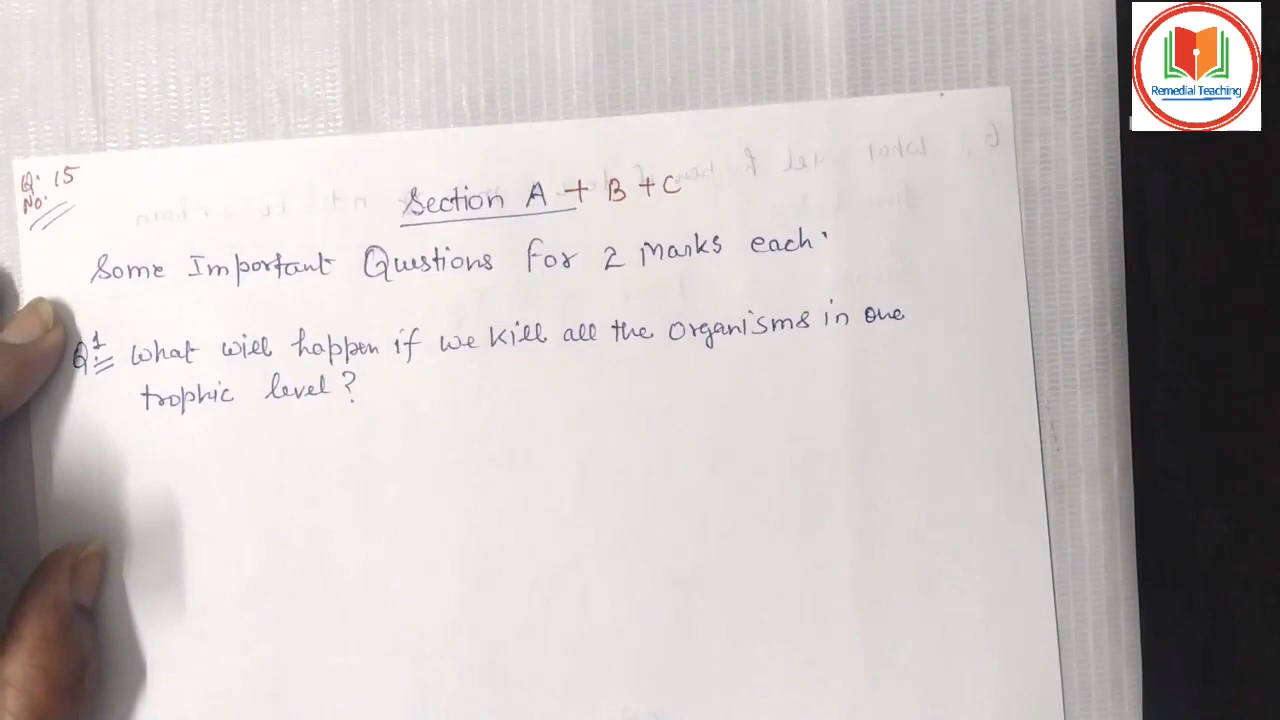 Remedial Teaching
Q. 15
No.
Section A + B + C
Some Important Questions for 2 Marks each.
Q.1 What will happen if we kill all the organisms in one
trophic level?